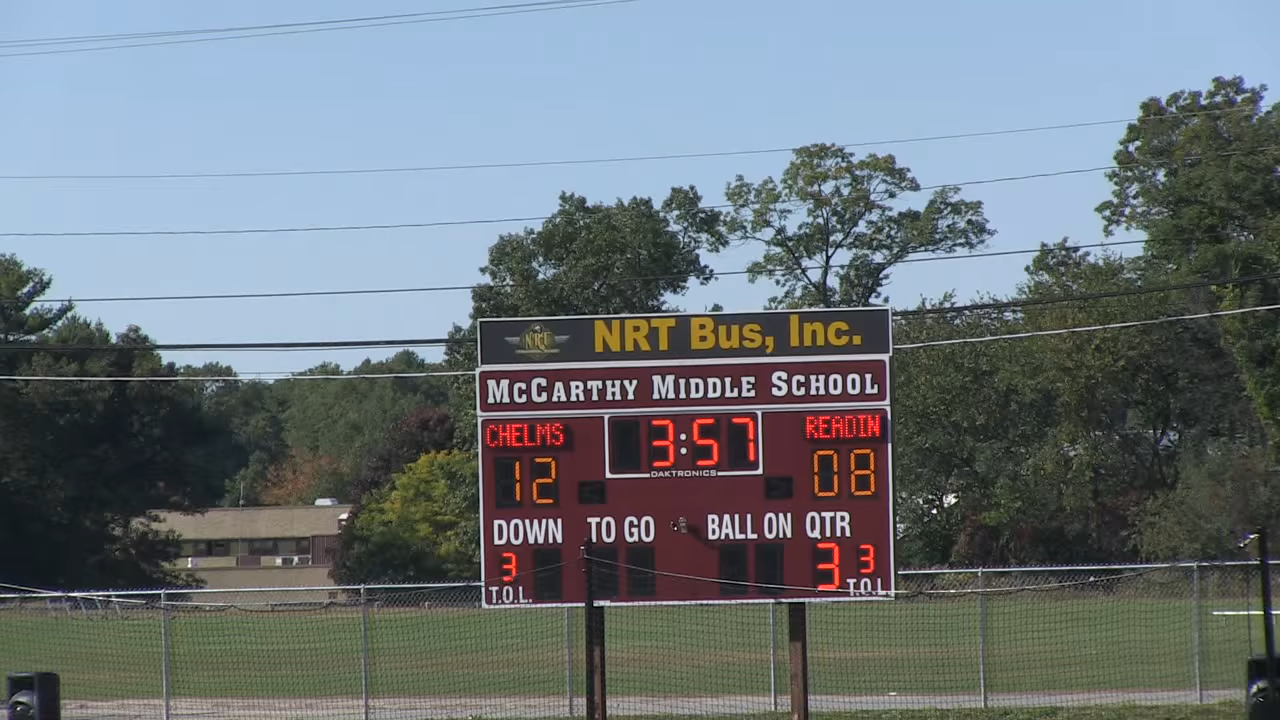 NRT NRT Bus, Inc.
McCarthy Middle School
CHELMS 3:57 READIN
DAKTRONICS
12 08
DOWN TO GO BALL ON QTR
3 3 3
T.O.L. T.O.L.